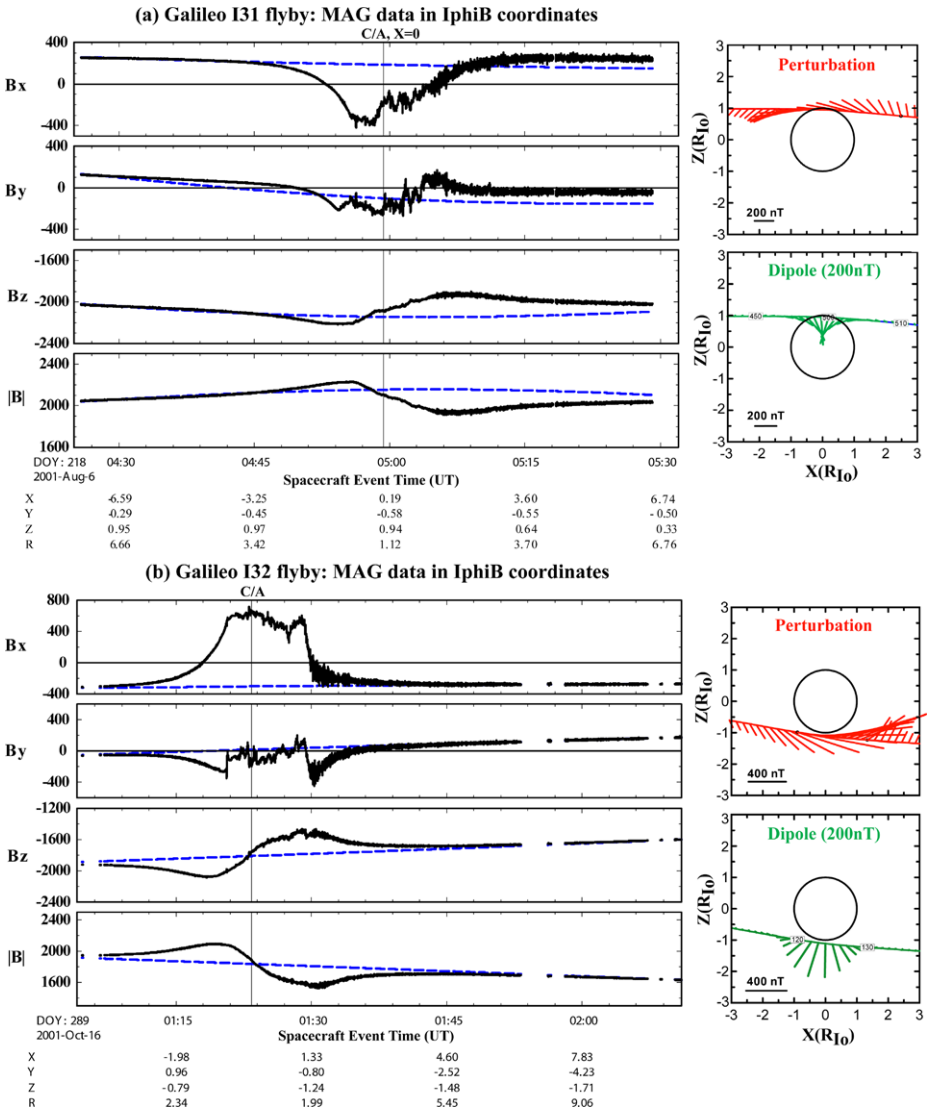 (a) Galileo I31 flyby: MAG data in IphiB coordinates
C/A, X=0
Bx
400
0
-400
By
400
0
-400
Bz
-1600
-2000
-2400
|B|
2400
2000
1600
DOY : 218 04:30 04:45 05:00 05:15 05:30
2001-Aug-6 Spacecraft Event Time (UT)
X -6.59 -3.25 0.19 3.60 6.74
Y -0.29 -0.45 -0.58 -0.55 - 0.50
Z 0.95 0.97 0.94 0.64 0.33
R 6.66 3.42 1.12 3.70 6.76
Perturbation
Z(RIo)
3
2
1
0
-1
-2
-3
200 nT
Dipole (200nT)
Z(RIo)
3
2
1
450 510
0
-1
-2
-3
200 nT
-3 -2 -1 0 1 2 3
X(RIo)
(b) Galileo I32 flyby: MAG data in IphiB coordinates
C/A
Bx
800
400
0
-400
By
800
400
0
-400
Bz
-1200
-1600
-2000
-2400
|B|
2400
2000
1600
DOY : 289 01:15 01:30 01:45 02:00
2001-Oct-16 Spacecraft Event Time (UT)
X -1.98 1.33 4.60 7.83
Y 0.96 -0.80 -2.52 -4.23
Z -0.79 -1.24 -1.48 -1.71
R 2.34 1.99 5.45 9.06
Perturbation
Z(RIo)
3
2
1
0
-1
-2
-3
400 nT
Dipole (200nT)
Z(RIo)
3
2
1
0
-1
120 130
-2
-3
400 nT
-3 -2 -1 0 1 2 3
X(RIo)